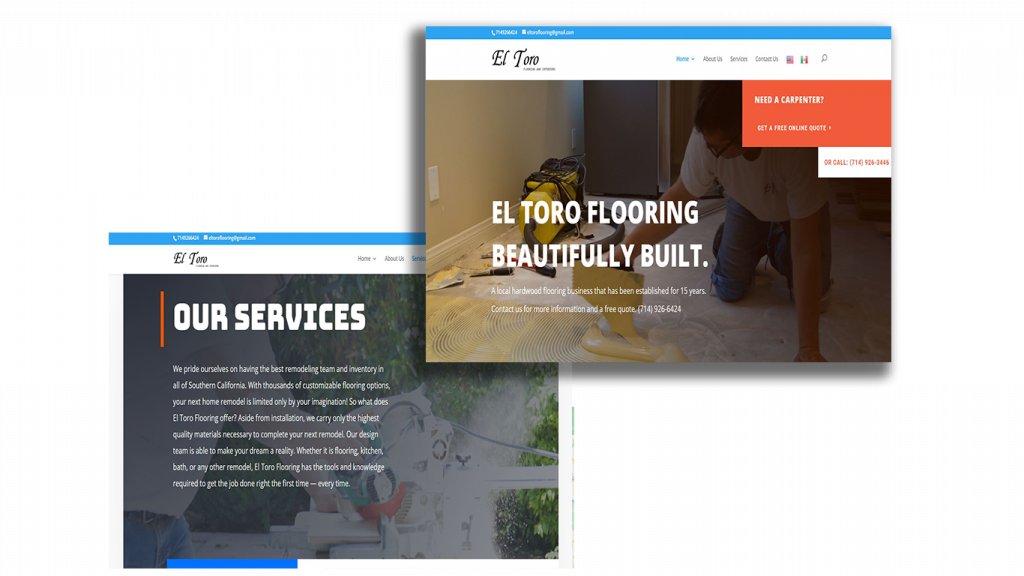 7149266424 eltoroflooring@gmail.com
El Toro
FLOORING AND EXTERIORS
Home About Us Services Contact Us
NEED A CARPENTER?
GET A FREE ONLINE QUOTE
OR CALL: (714) 926-3446
EL TORO FLOORING
BEAUTIFULLY BUILT.
A local hardwood flooring business that has been established for 15 years.
Contact us for more information and a free quote, (714) 926-6424
7149266424 eltoroflooring@gmail.com
El Toro
Home About Us
OUR SERVICES
We pride ourselves on having the best remodeling team and inventory in
all of Southern California. With thousands of customizable flooring options,
your next home remodel is limited only by your imagination! So what does
El Toro Flooring offer? Aside from installation, we carry only the highest
quality materials necessary to complete your next remodel. Our design
team is able to make your dream a reality. Whether it is flooring, kitchen,
bath, or any other remodel, El Toro Flooring has the tools and knowledge
required to get the job done right the first time — every time.